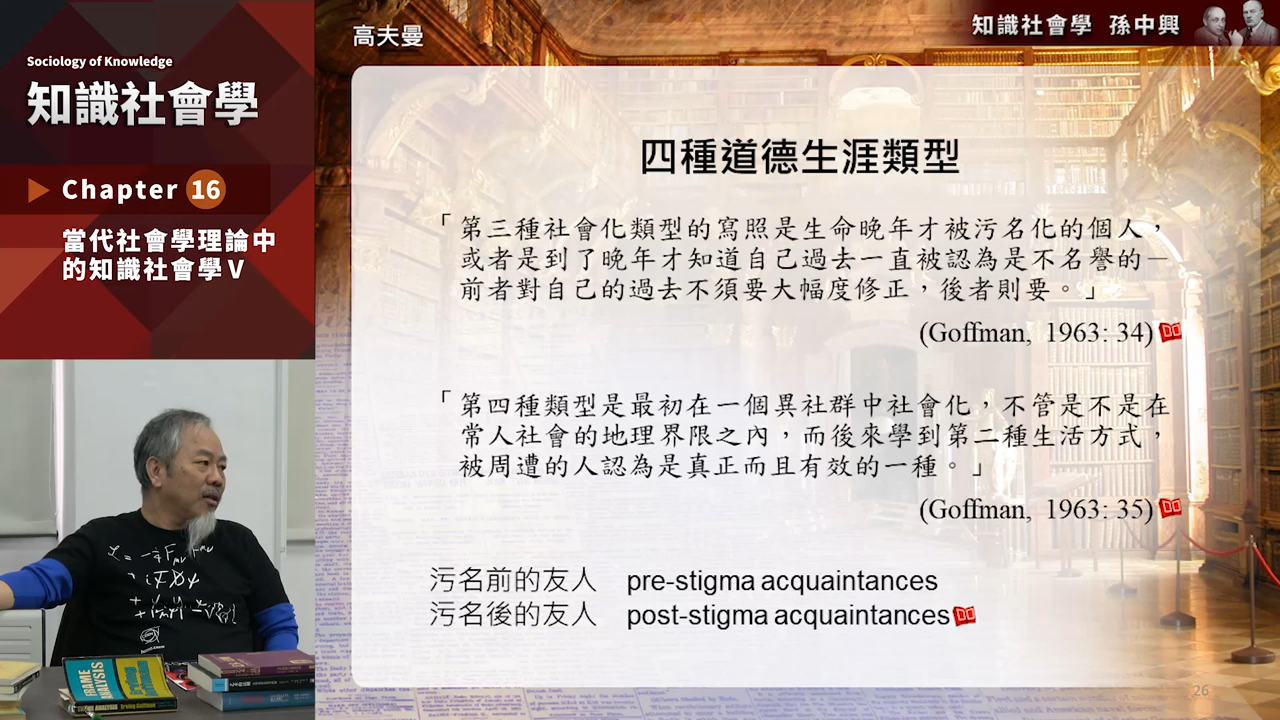 Sociology of Knowledge
知識社會學
Chapter 16
當代社會學理論中
的知識社會學 V
高夫曼
知識社會學 孫中興
四種道德生涯類型
「第三種社會化類型的寫照是生命晚年才被污名化的個人，
或者是到了晚年才知道自己過去一直被認為是不名譽的—
前者對自己的過去不須要大幅度修正，後者則要。」
(Goffman, 1963: 34)
「第四種類型是最初在一個異社群中社會化，不管是不是在
常人社會的地理界限之內，而後來學到第二種生活方式，
被周遭的人認為是真正而且有效的一種。」
(Goffman, 1963: 35)
污名前的友人 pre-stigma acquaintances
污名後的友人 post-stigma acquaintances
26
FRAME
ANALYSIS